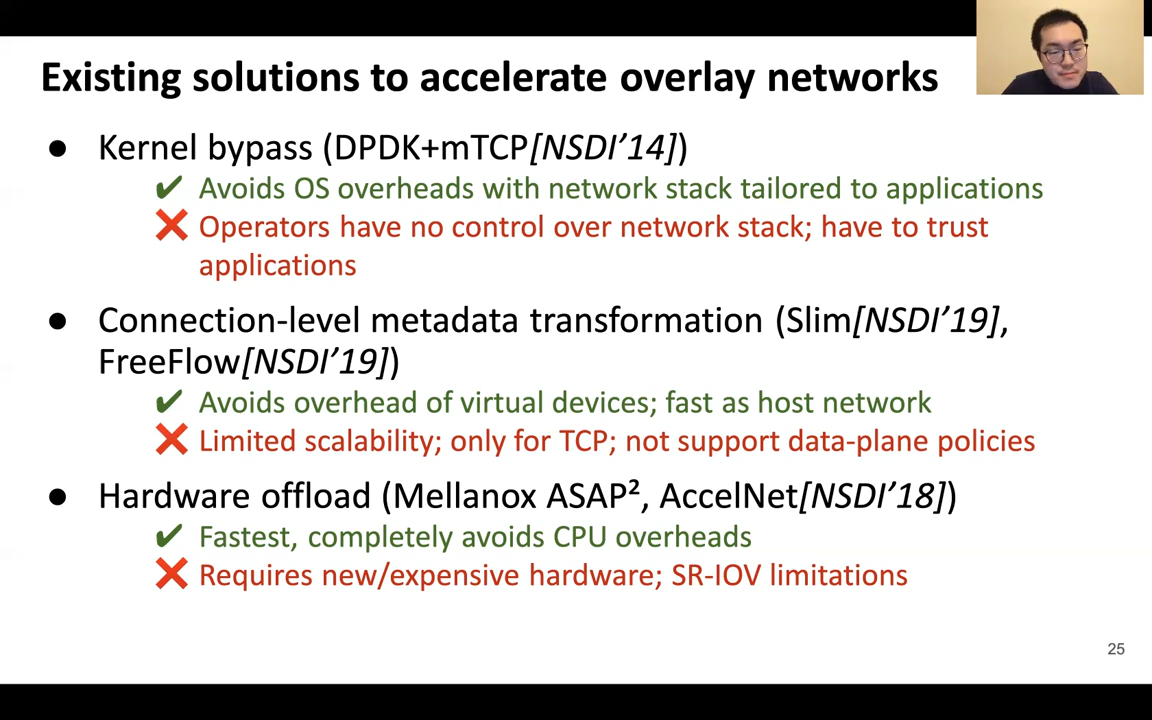 Existing solutions to accelerate overlay networks
● Kernel bypass (DPDK+mTCP[NSDI’14])
✔ Avoids OS overheads with network stack tailored to applications
❌ Operators have no control over network stack; have to trust
applications
● Connection-level metadata transformation (Slim[NSDI’19],
FreeFlow[NSDI’19])
✔ Avoids overhead of virtual devices; fast as host network
❌ Limited scalability; only for TCP; not support data-plane policies
● Hardware offload (Mellanox ASAP², AccelNet[NSDI’18])
✔ Fastest, completely avoids CPU overheads
❌ Requires new/expensive hardware; SR-IOV limitations
25